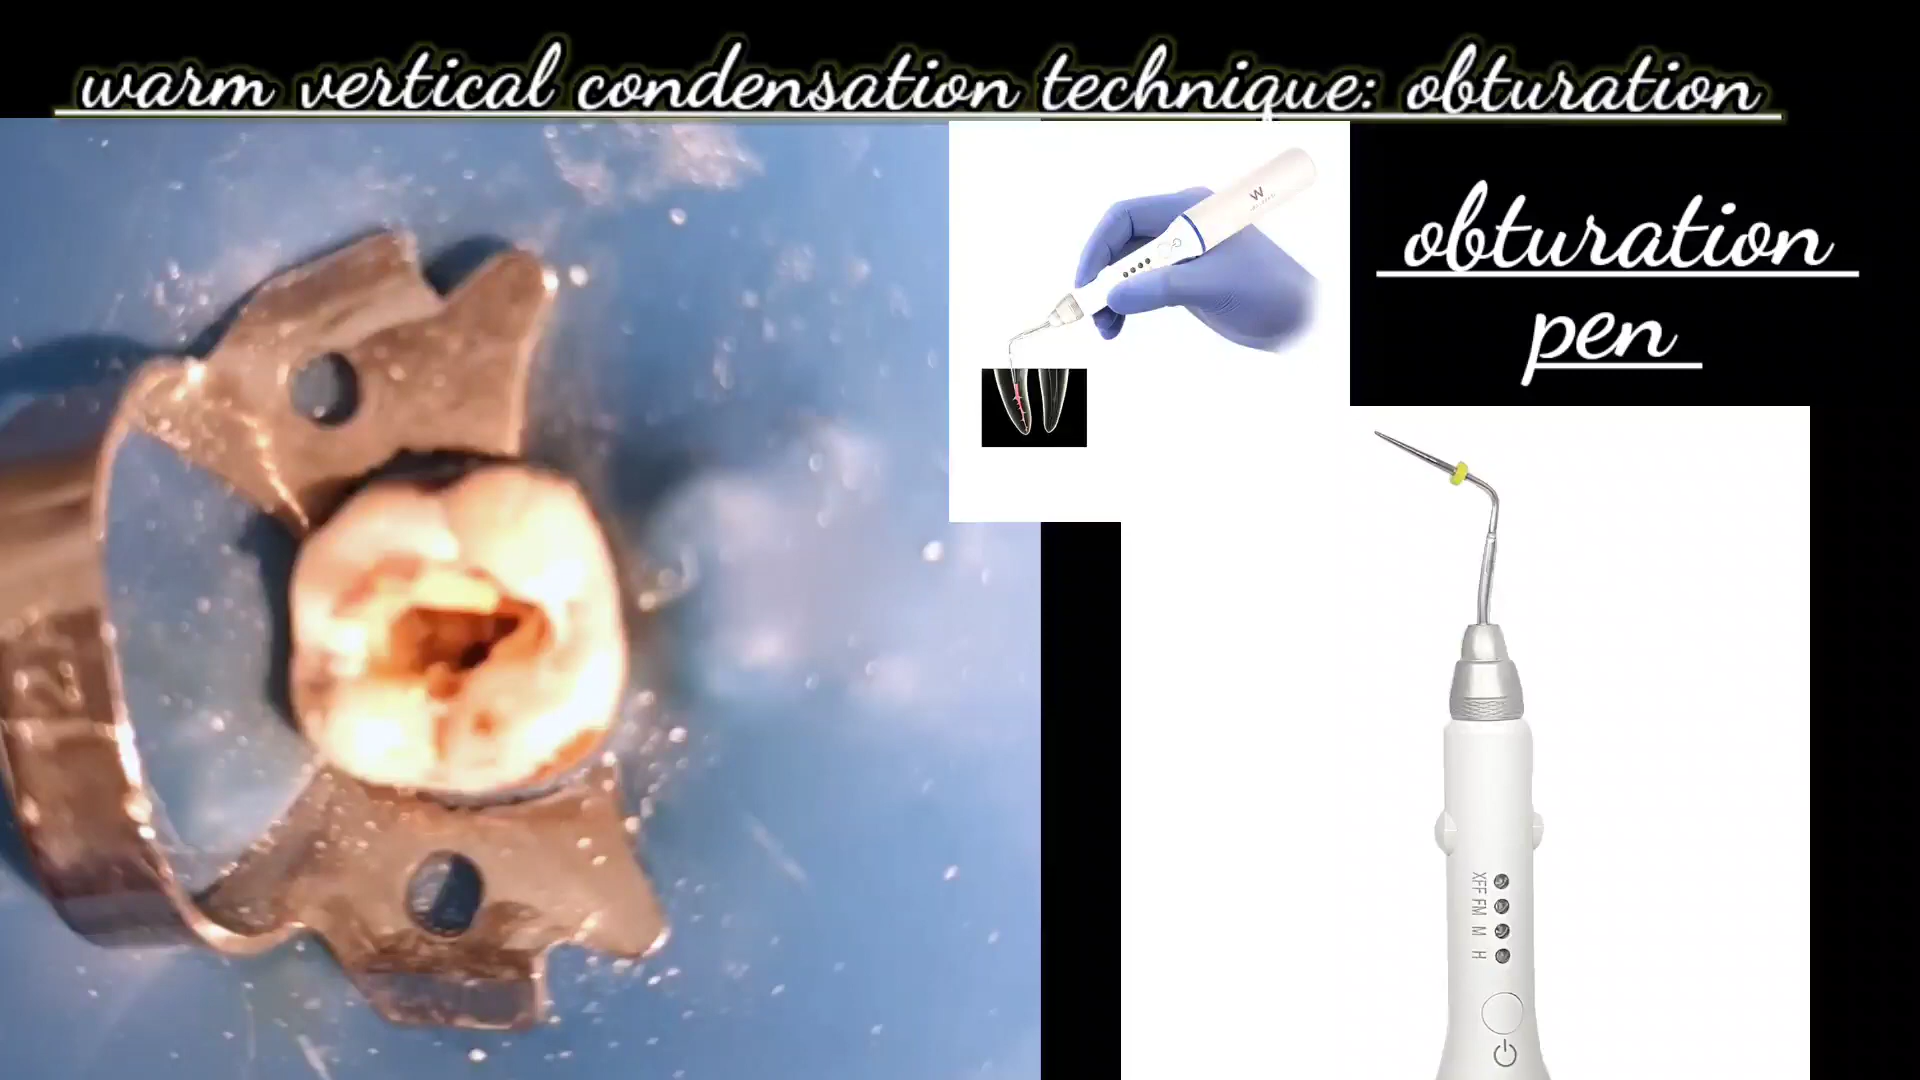 warm vertical condensation technique: obturation
obturation
pen
W
XFF
FM
M
H